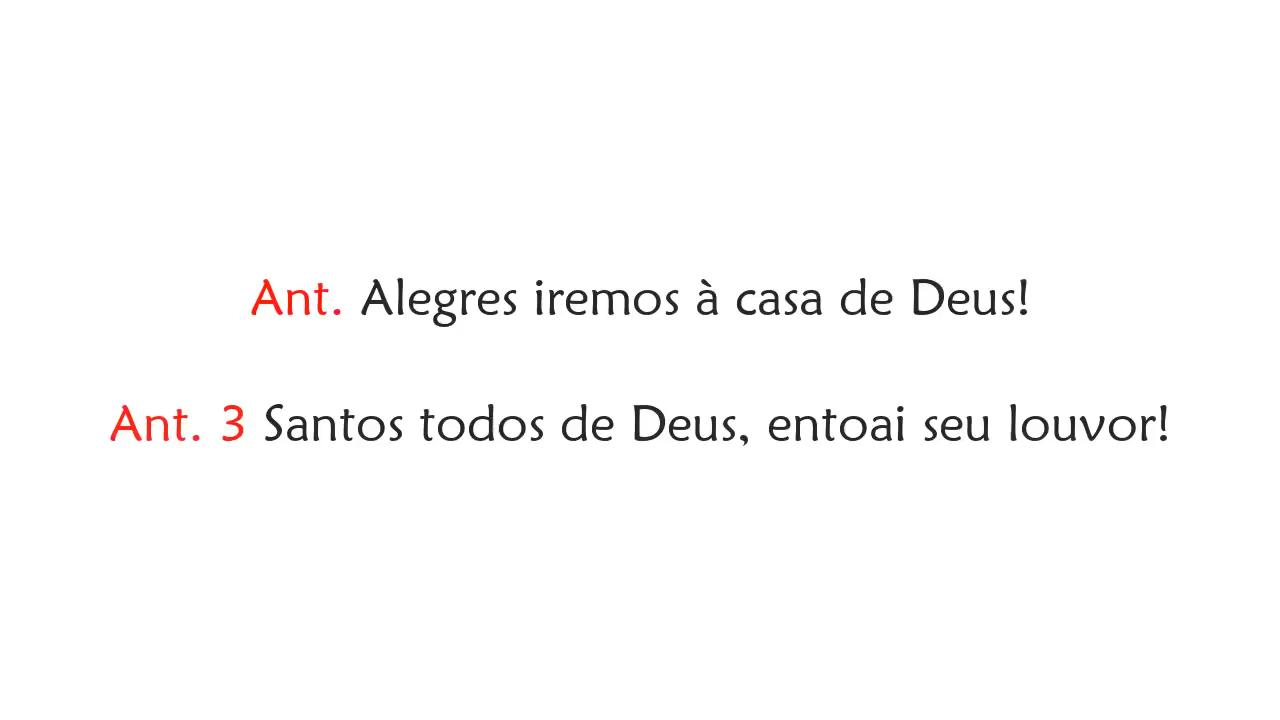 Ant. Alegres iremos à casa de Deus!
Ant. 3 Santos todos de Deus, entoai seu louvor!